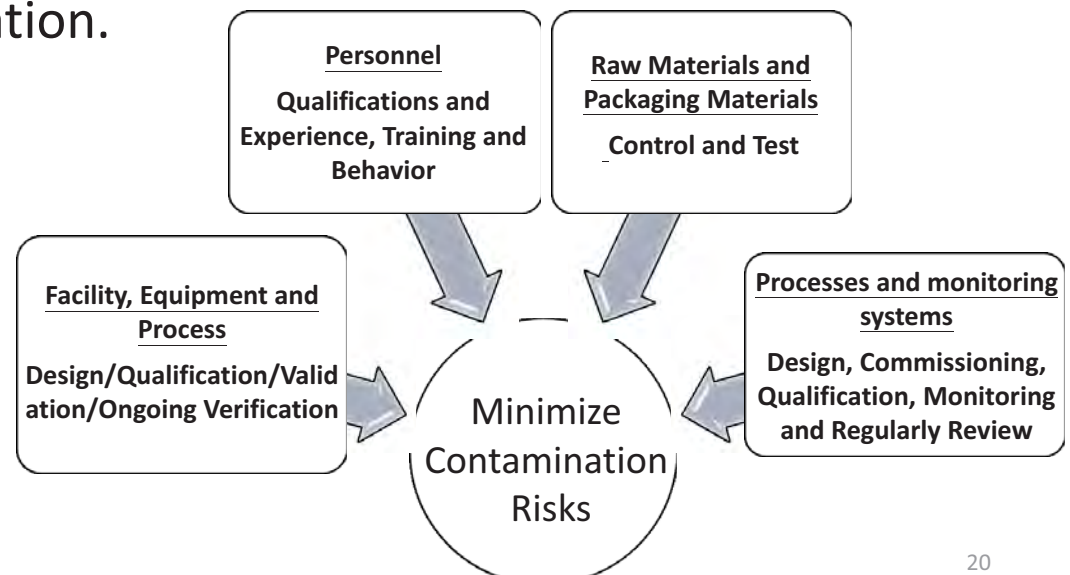 ation.
Personnel
Qualifications and
Experience, Training and
Behavior
Raw Materials and
Packaging Materials
Control and Test
Facility, Equipment and
Process
Design/Qualification/Valid
ation/Ongoing Verification
Processes and monitoring
systems
Design, Commissioning,
Qualification, Monitoring
and Regularly Review
Minimize
Contamination
Risks
20